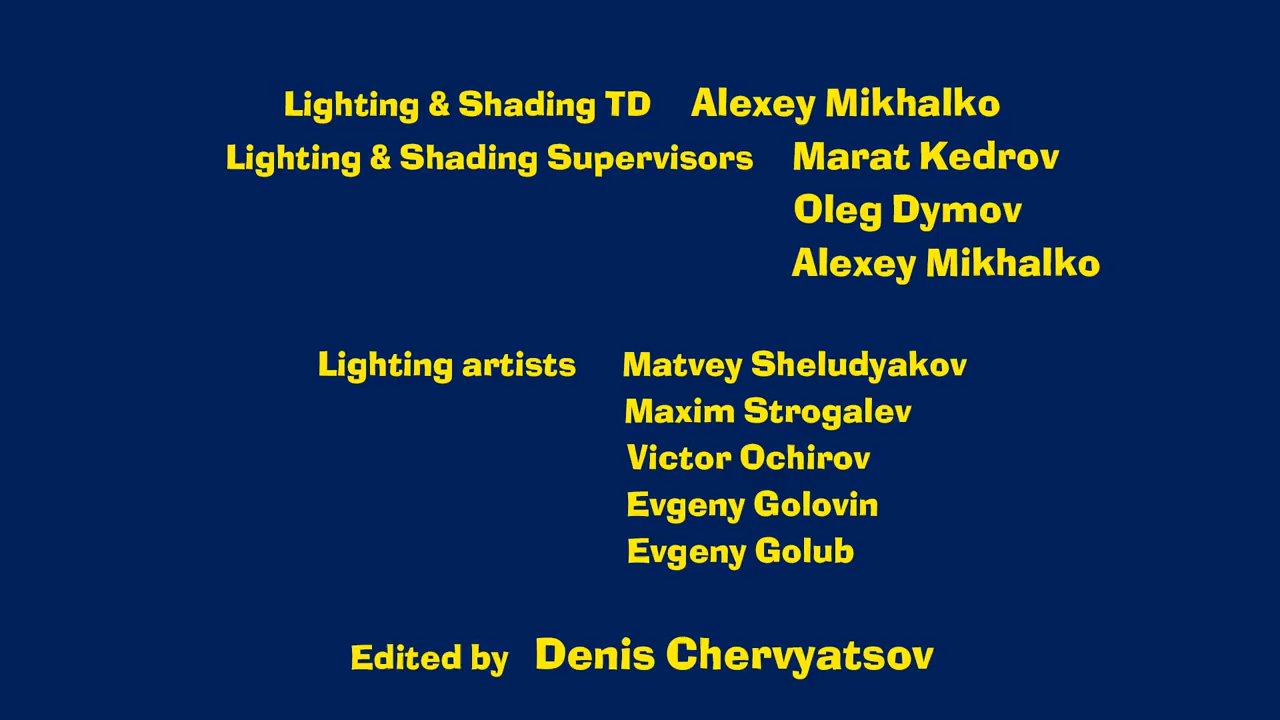 Lighting & Shading TD Alexey Mikhalko
Lighting & Shading Supervisors Marat Kedrov
Oleg Dymov
Alexey Mikhalko
Lighting artists Matvey Sheludyakov
Maxim Strogalev
Victor Ochirov
Evgeny Golovin
Evgeny Golub
Edited by Denis Chervyatsov